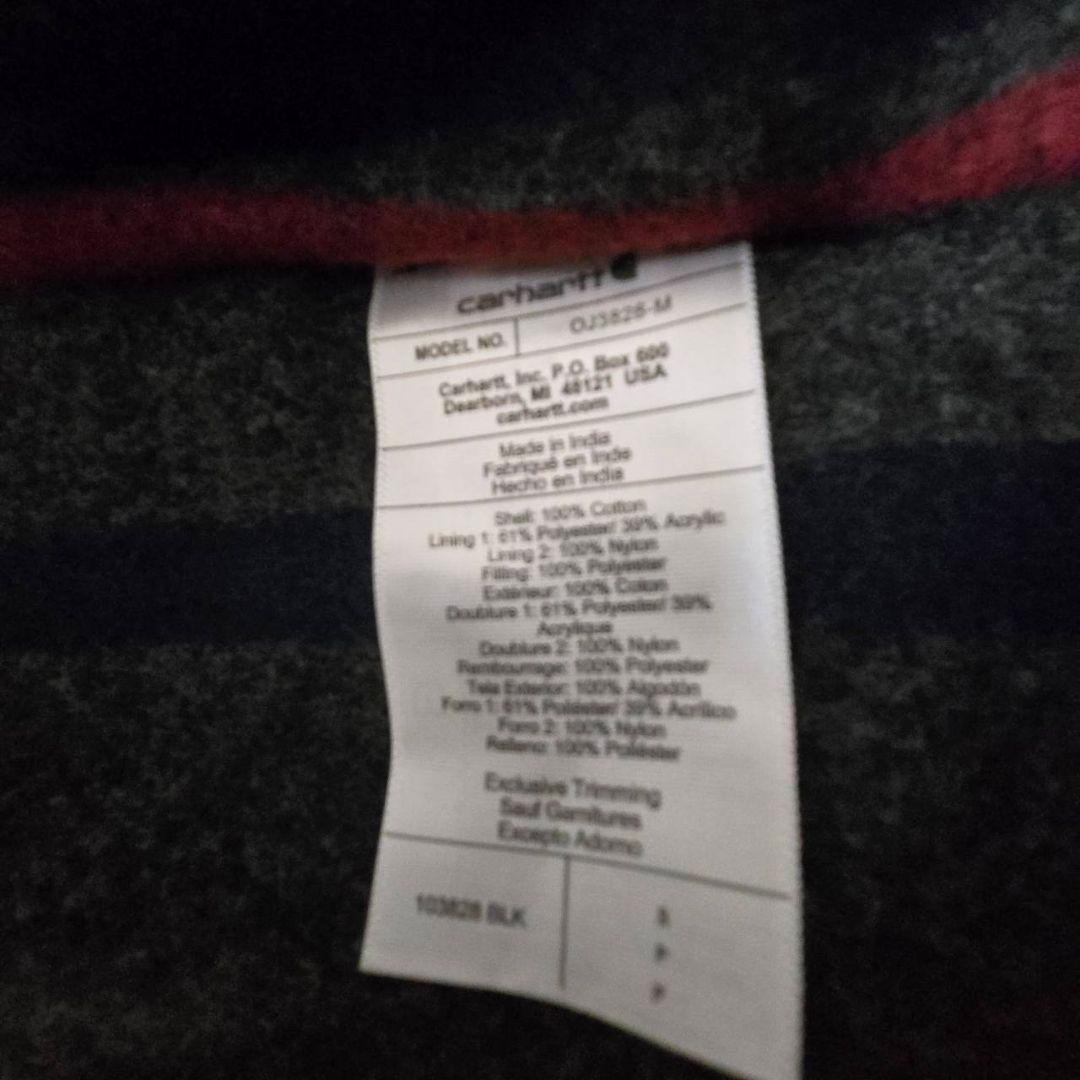 carhartt
MODEL NO. OJ3828-M
Carhartt, Inc. P.O. Box 600
Dearborn, MI 48121 USA
carhartt.com
Made in India
Fabriqué en Inde
Hecho en India
Shell: 100% Cotton
Lining 1: 61% Polyester/ 39% Acrylic
Lining 2: 100% Nylon
Filling: 100% Polyester
Extérieur: 100% Coton
Doublure 1: 61% Polyester/ 39%
Acrylique
Doublure 2: 100% Nylon
Rembourrage: 100% Polyester
Tela Exterior: 100% Algodón
Forro 1: 61% Poliéster/ 39% Acrílico
Forro 2: 100% Nylon
Relleno: 100% Poliéster
Exclusive Trimming
Sauf Garnitures
Excepto Adorno
103828 BLK
S
P
P